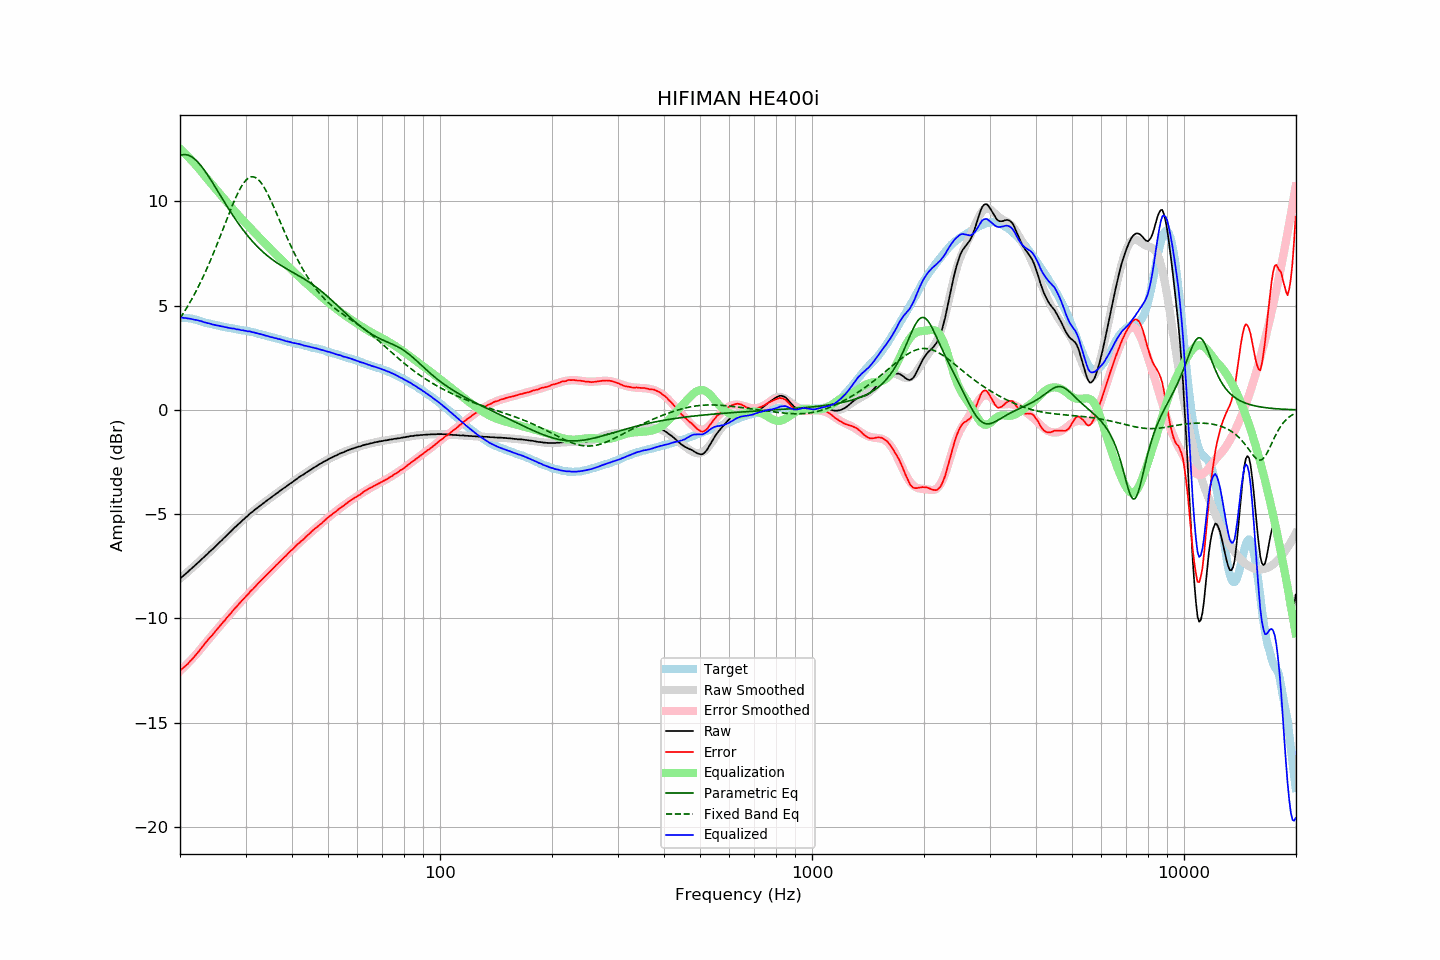 HIFIMAN HE400i
10
5
0
−5
−10
−15
−20
Amplitude (dBr)
Target
Raw Smoothed
Error Smoothed
Raw
Error
Equalization
Parametric Eq
Fixed Band Eq
Equalized
100 1000 10000
Frequency (Hz)